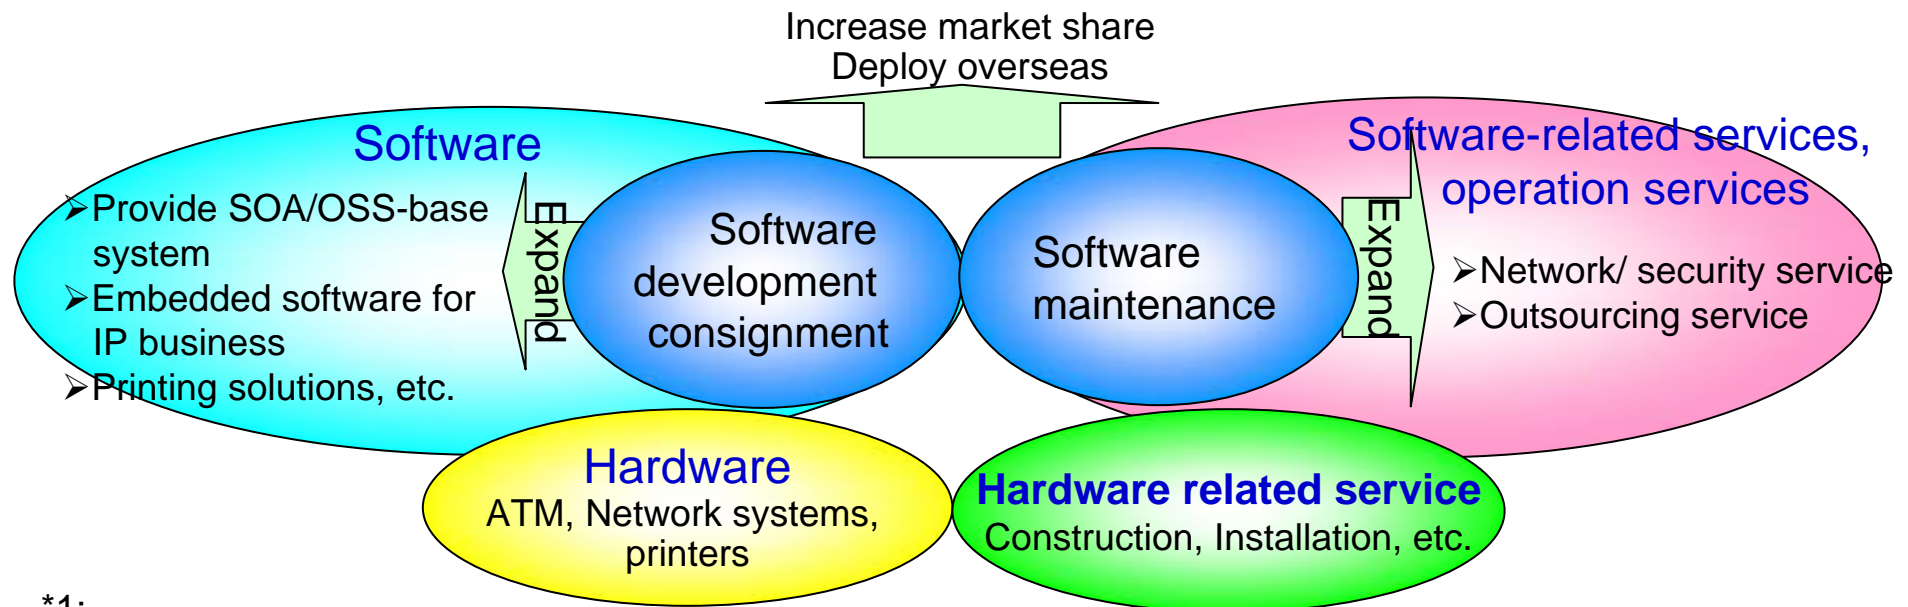 Increase market share
Deploy overseas
Software
➢Provide SOA/OSS-base
system
➢Embedded software for
IP business
➢Printing solutions, etc.
Expand
Software
development
consignment
Software
maintenance
Expand
Software-related services,
operation services
➢Network/ security service
➢Outsourcing service
Hardware
ATM, Network systems,
printers
Hardware related service
Construction, Installation, etc.
*1: